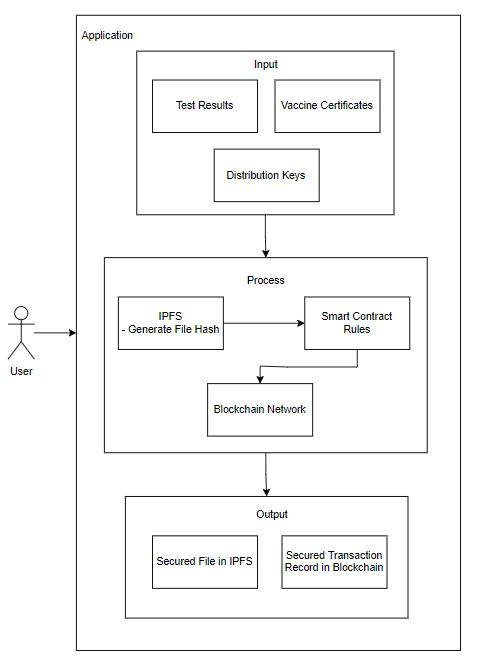 Application
Input
Test Results
Vaccine Certificates
Distribution Keys
Process
IPFS
- Generate File Hash
Smart Contract
Rules
Blockchain Network
User
Output
Secured File in IPFS
Secured Transaction
Record in Blockchain